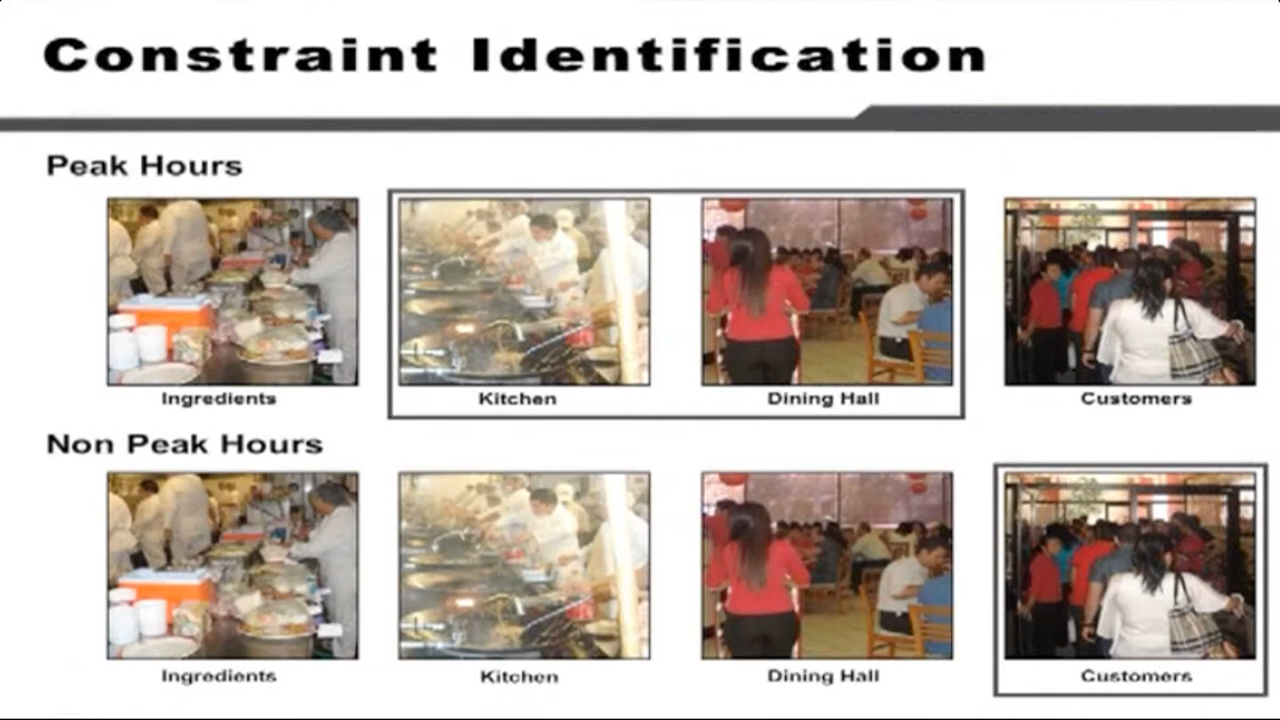 Constraint Identification
Peak Hours
Ingredients
Kitchen
Dining Hall
Customers
Non Peak Hours
Ingredients
Kitchen
Dining Hall
Customers